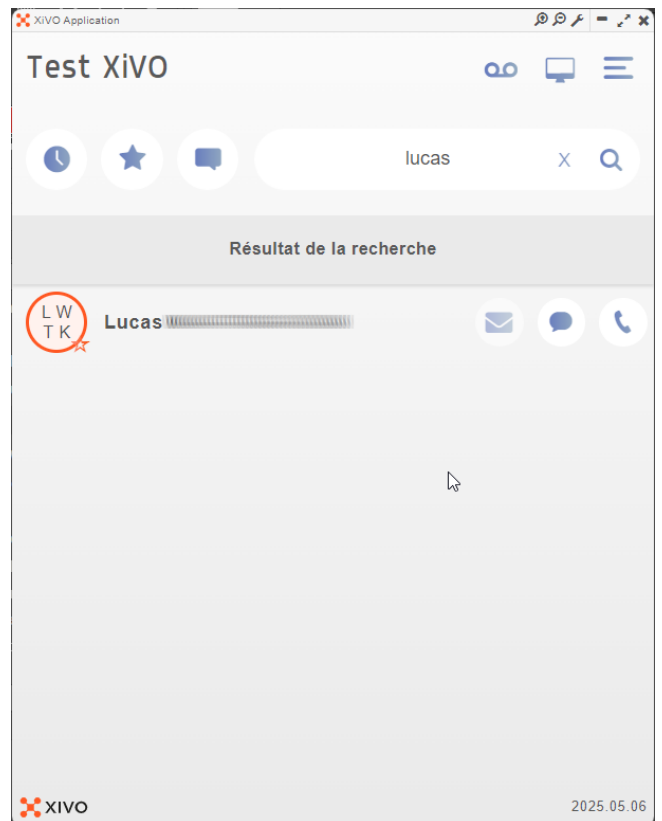 XiVO Application
Test XiVO
lucas X
Résultat de la recherche
L W
T K
Lucas
XIVO
2025.05.06